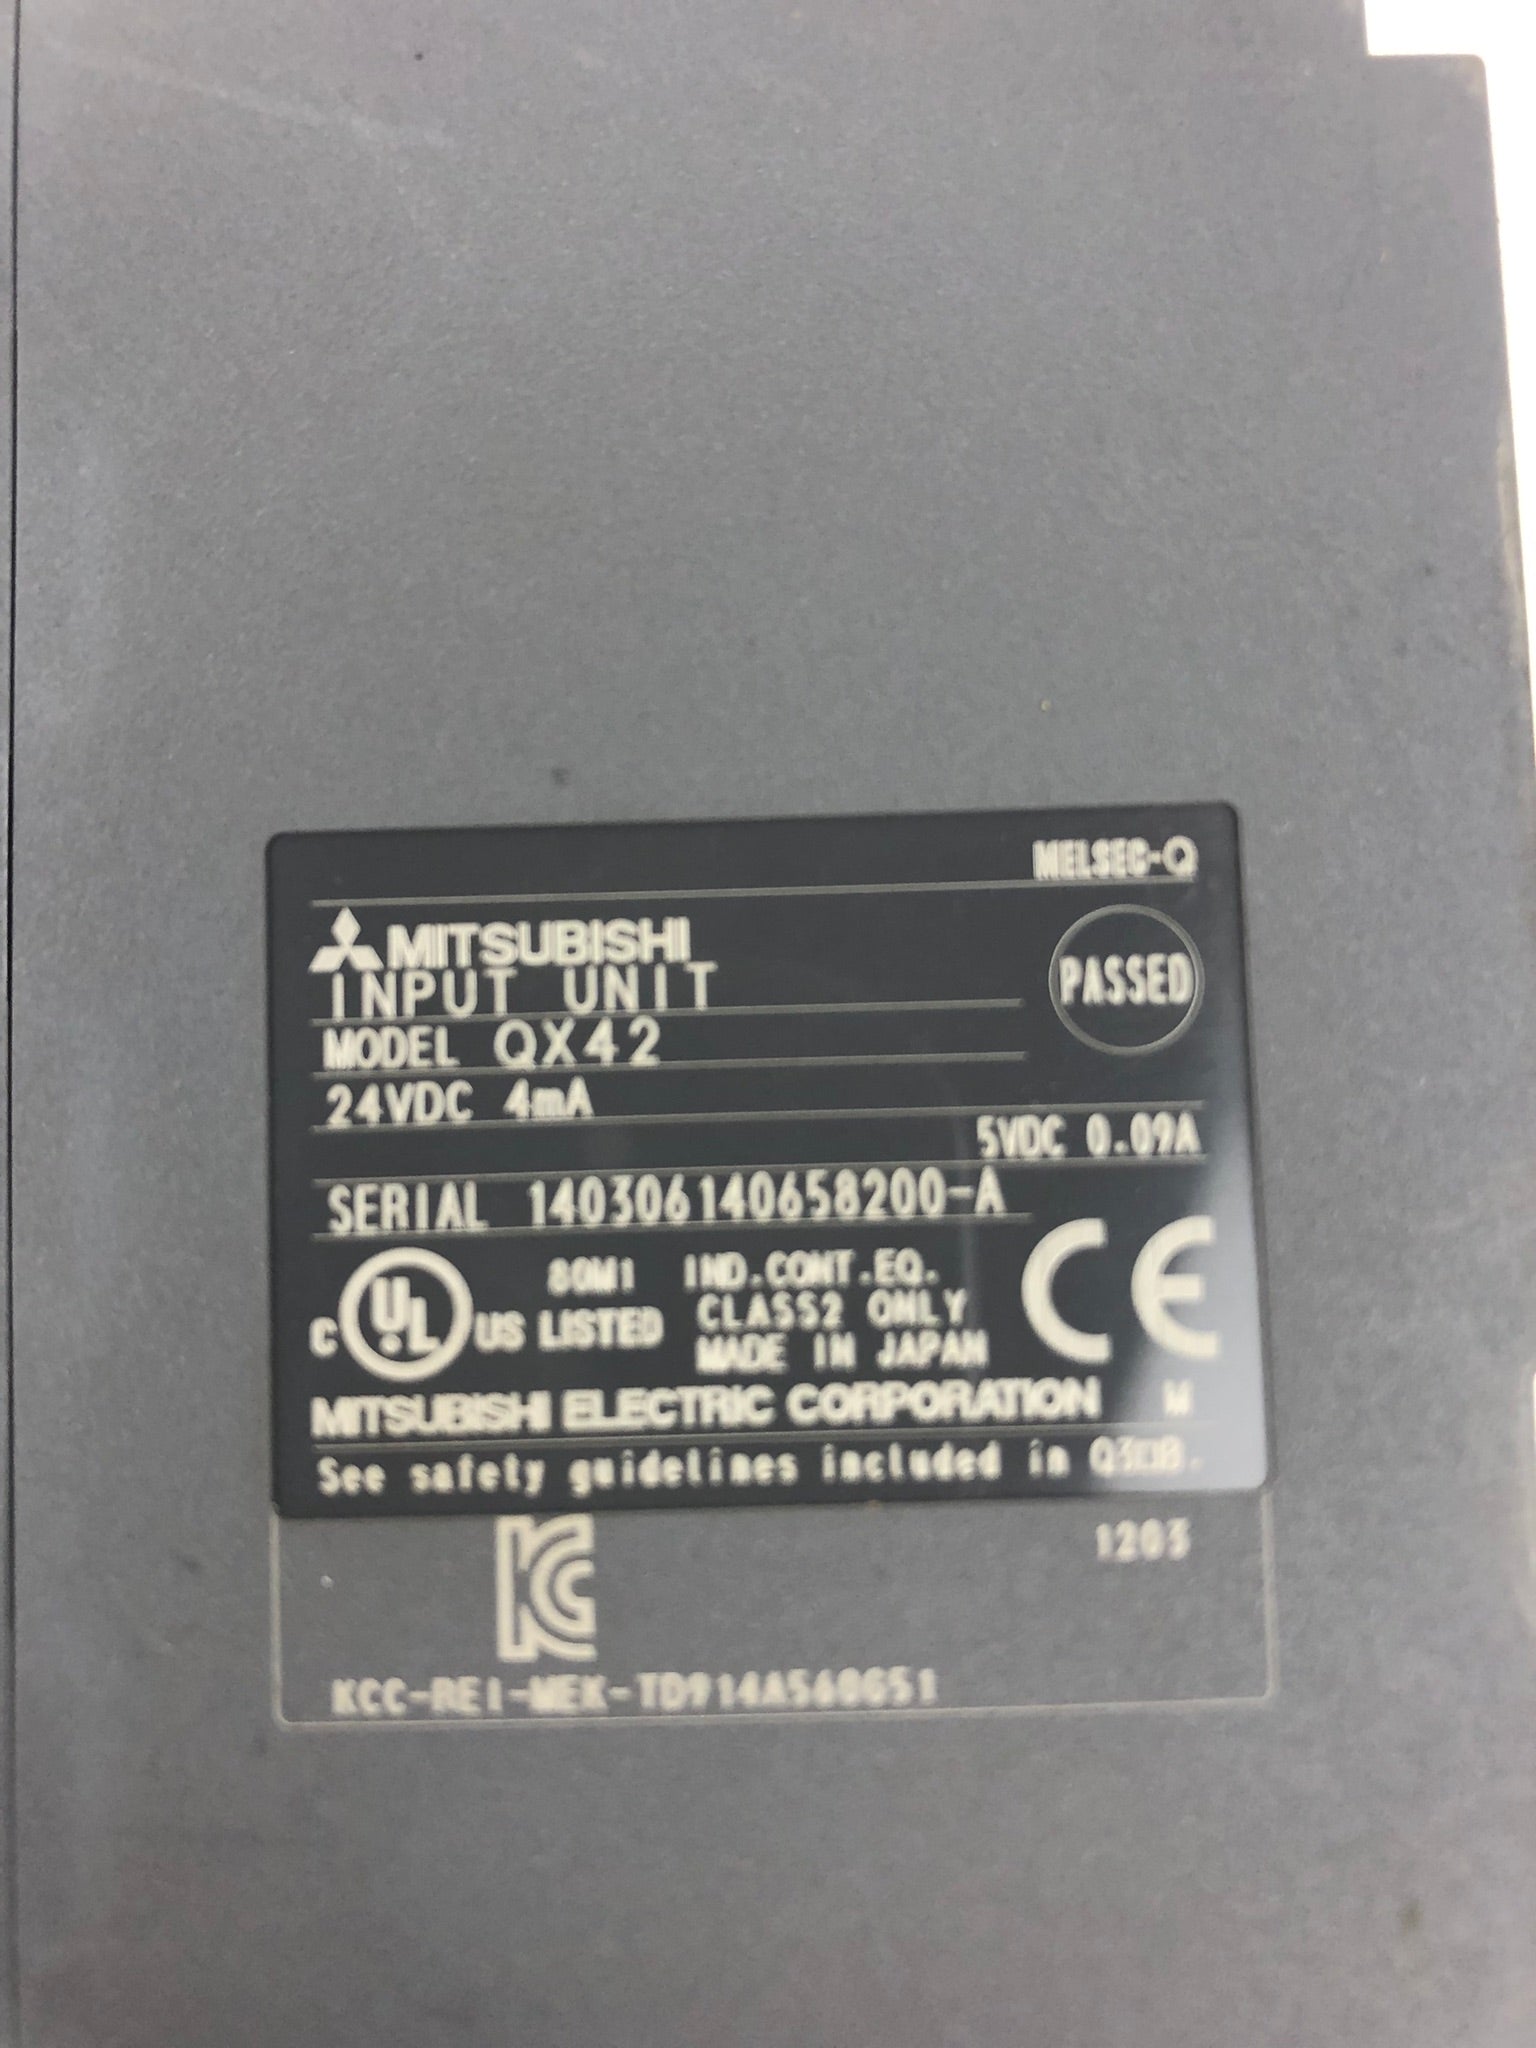 MELSEC-Q
MITSUBISHI
INPUT UNIT
PASSED
MODEL QX42
24VDC 4mA
5VDC 0.09A
SERIAL 140306140658200-A
C UL US LISTED 80M1 IND.CONT.EQ.
CLASS2 ONLY
MADE IN JAPAN
CE
MITSUBISHI ELECTRIC CORPORATION M
See safety guidelines included in Q3□B.
1203
KCC-REI-MEK-TD914A560G51